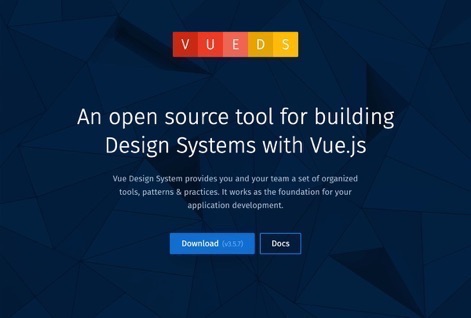 V U E D S
An open source tool for building
Design Systems with Vue.js
Vue Design System provides you and your team a set of organized
tools, patterns & practices. It works as the foundation for your
application development.
Download (v3.5.7) Docs